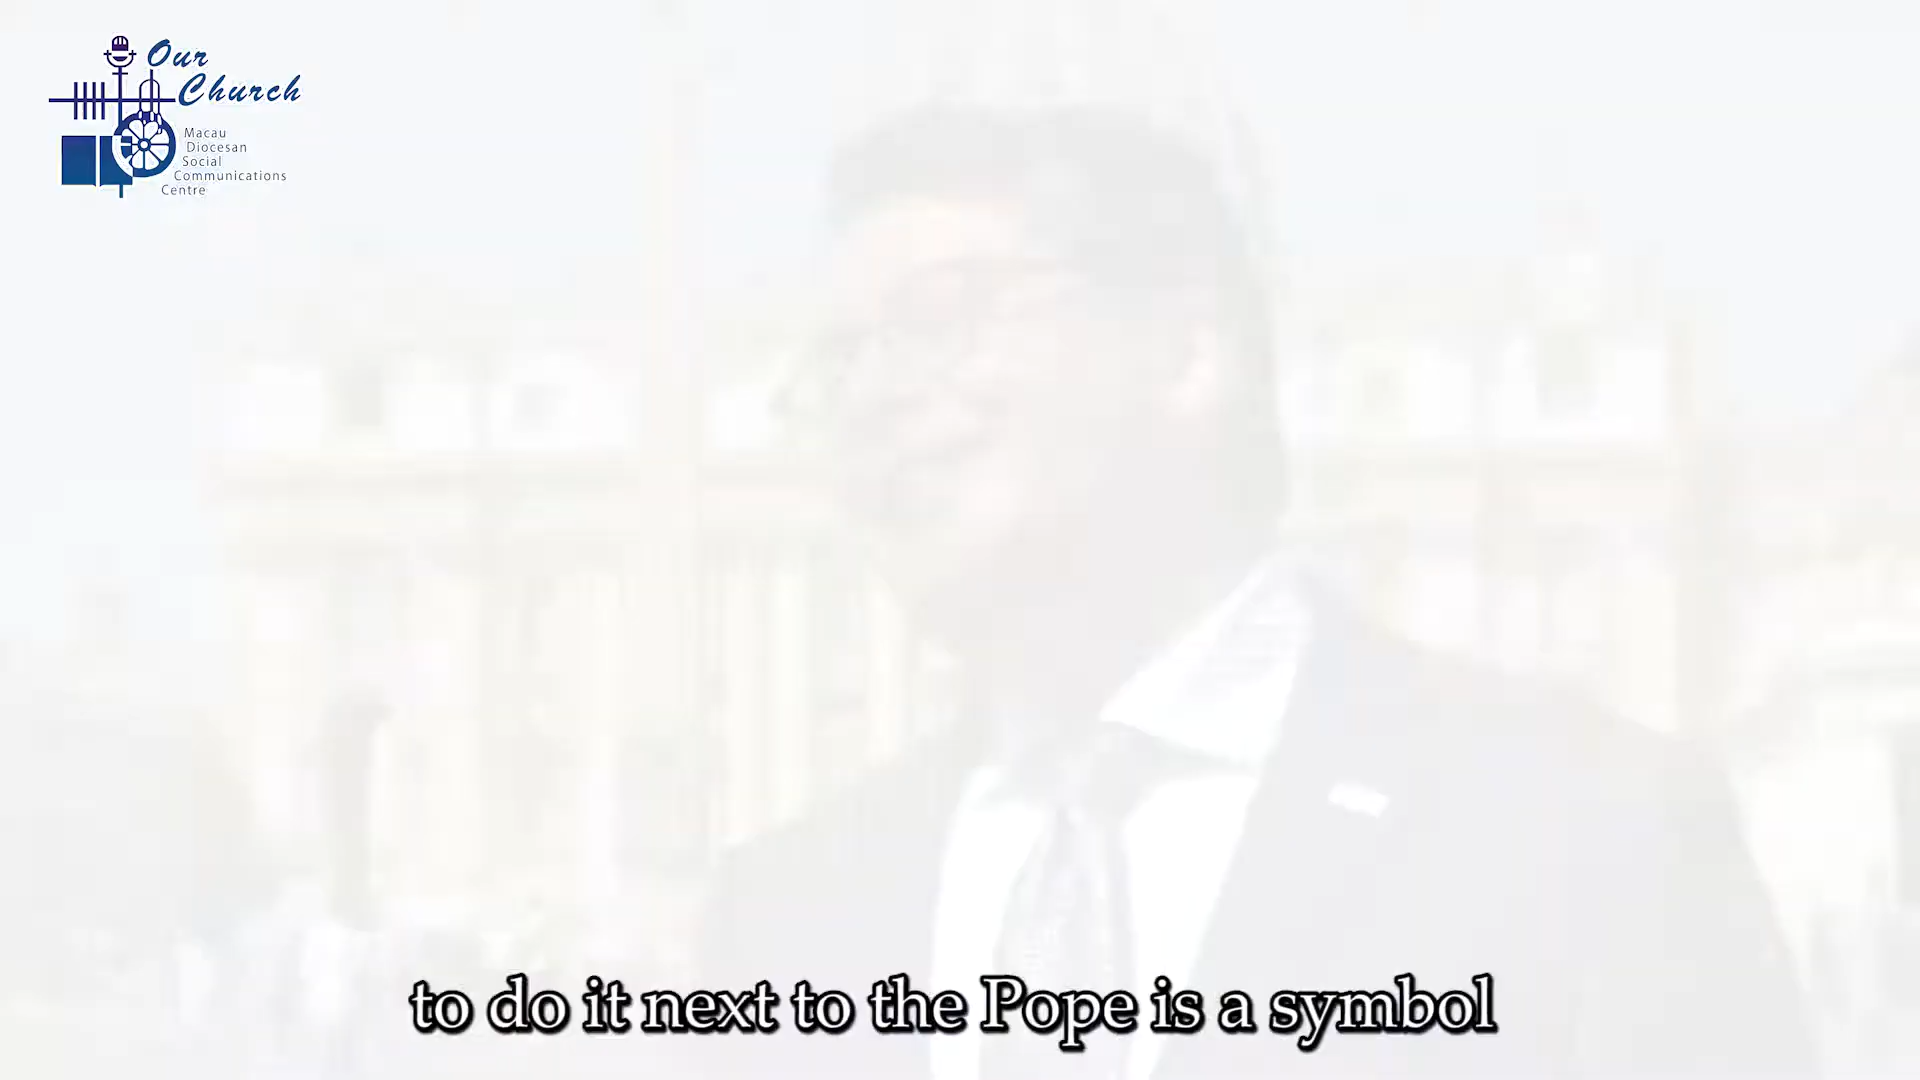 Our
Church
Macau
Diocesan
Social
Communications
Centre
to do it next to the Pope is a symbol